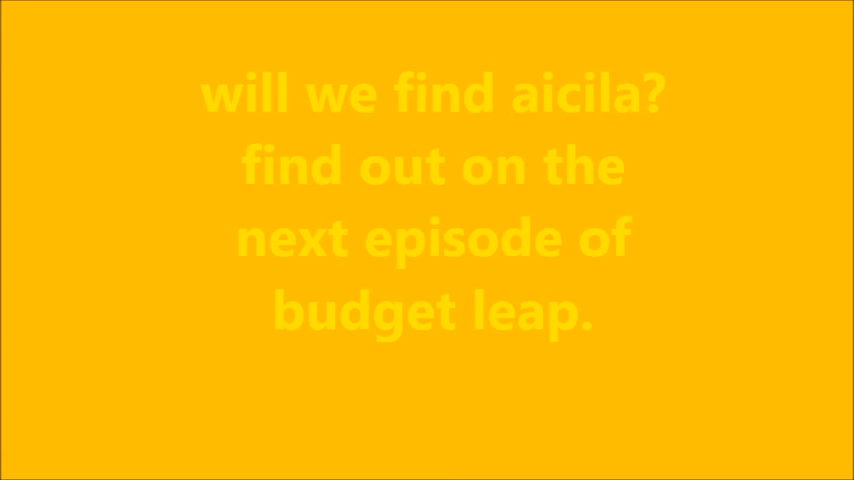 will we find aicila?
find out on the
next episode of
budget leap.